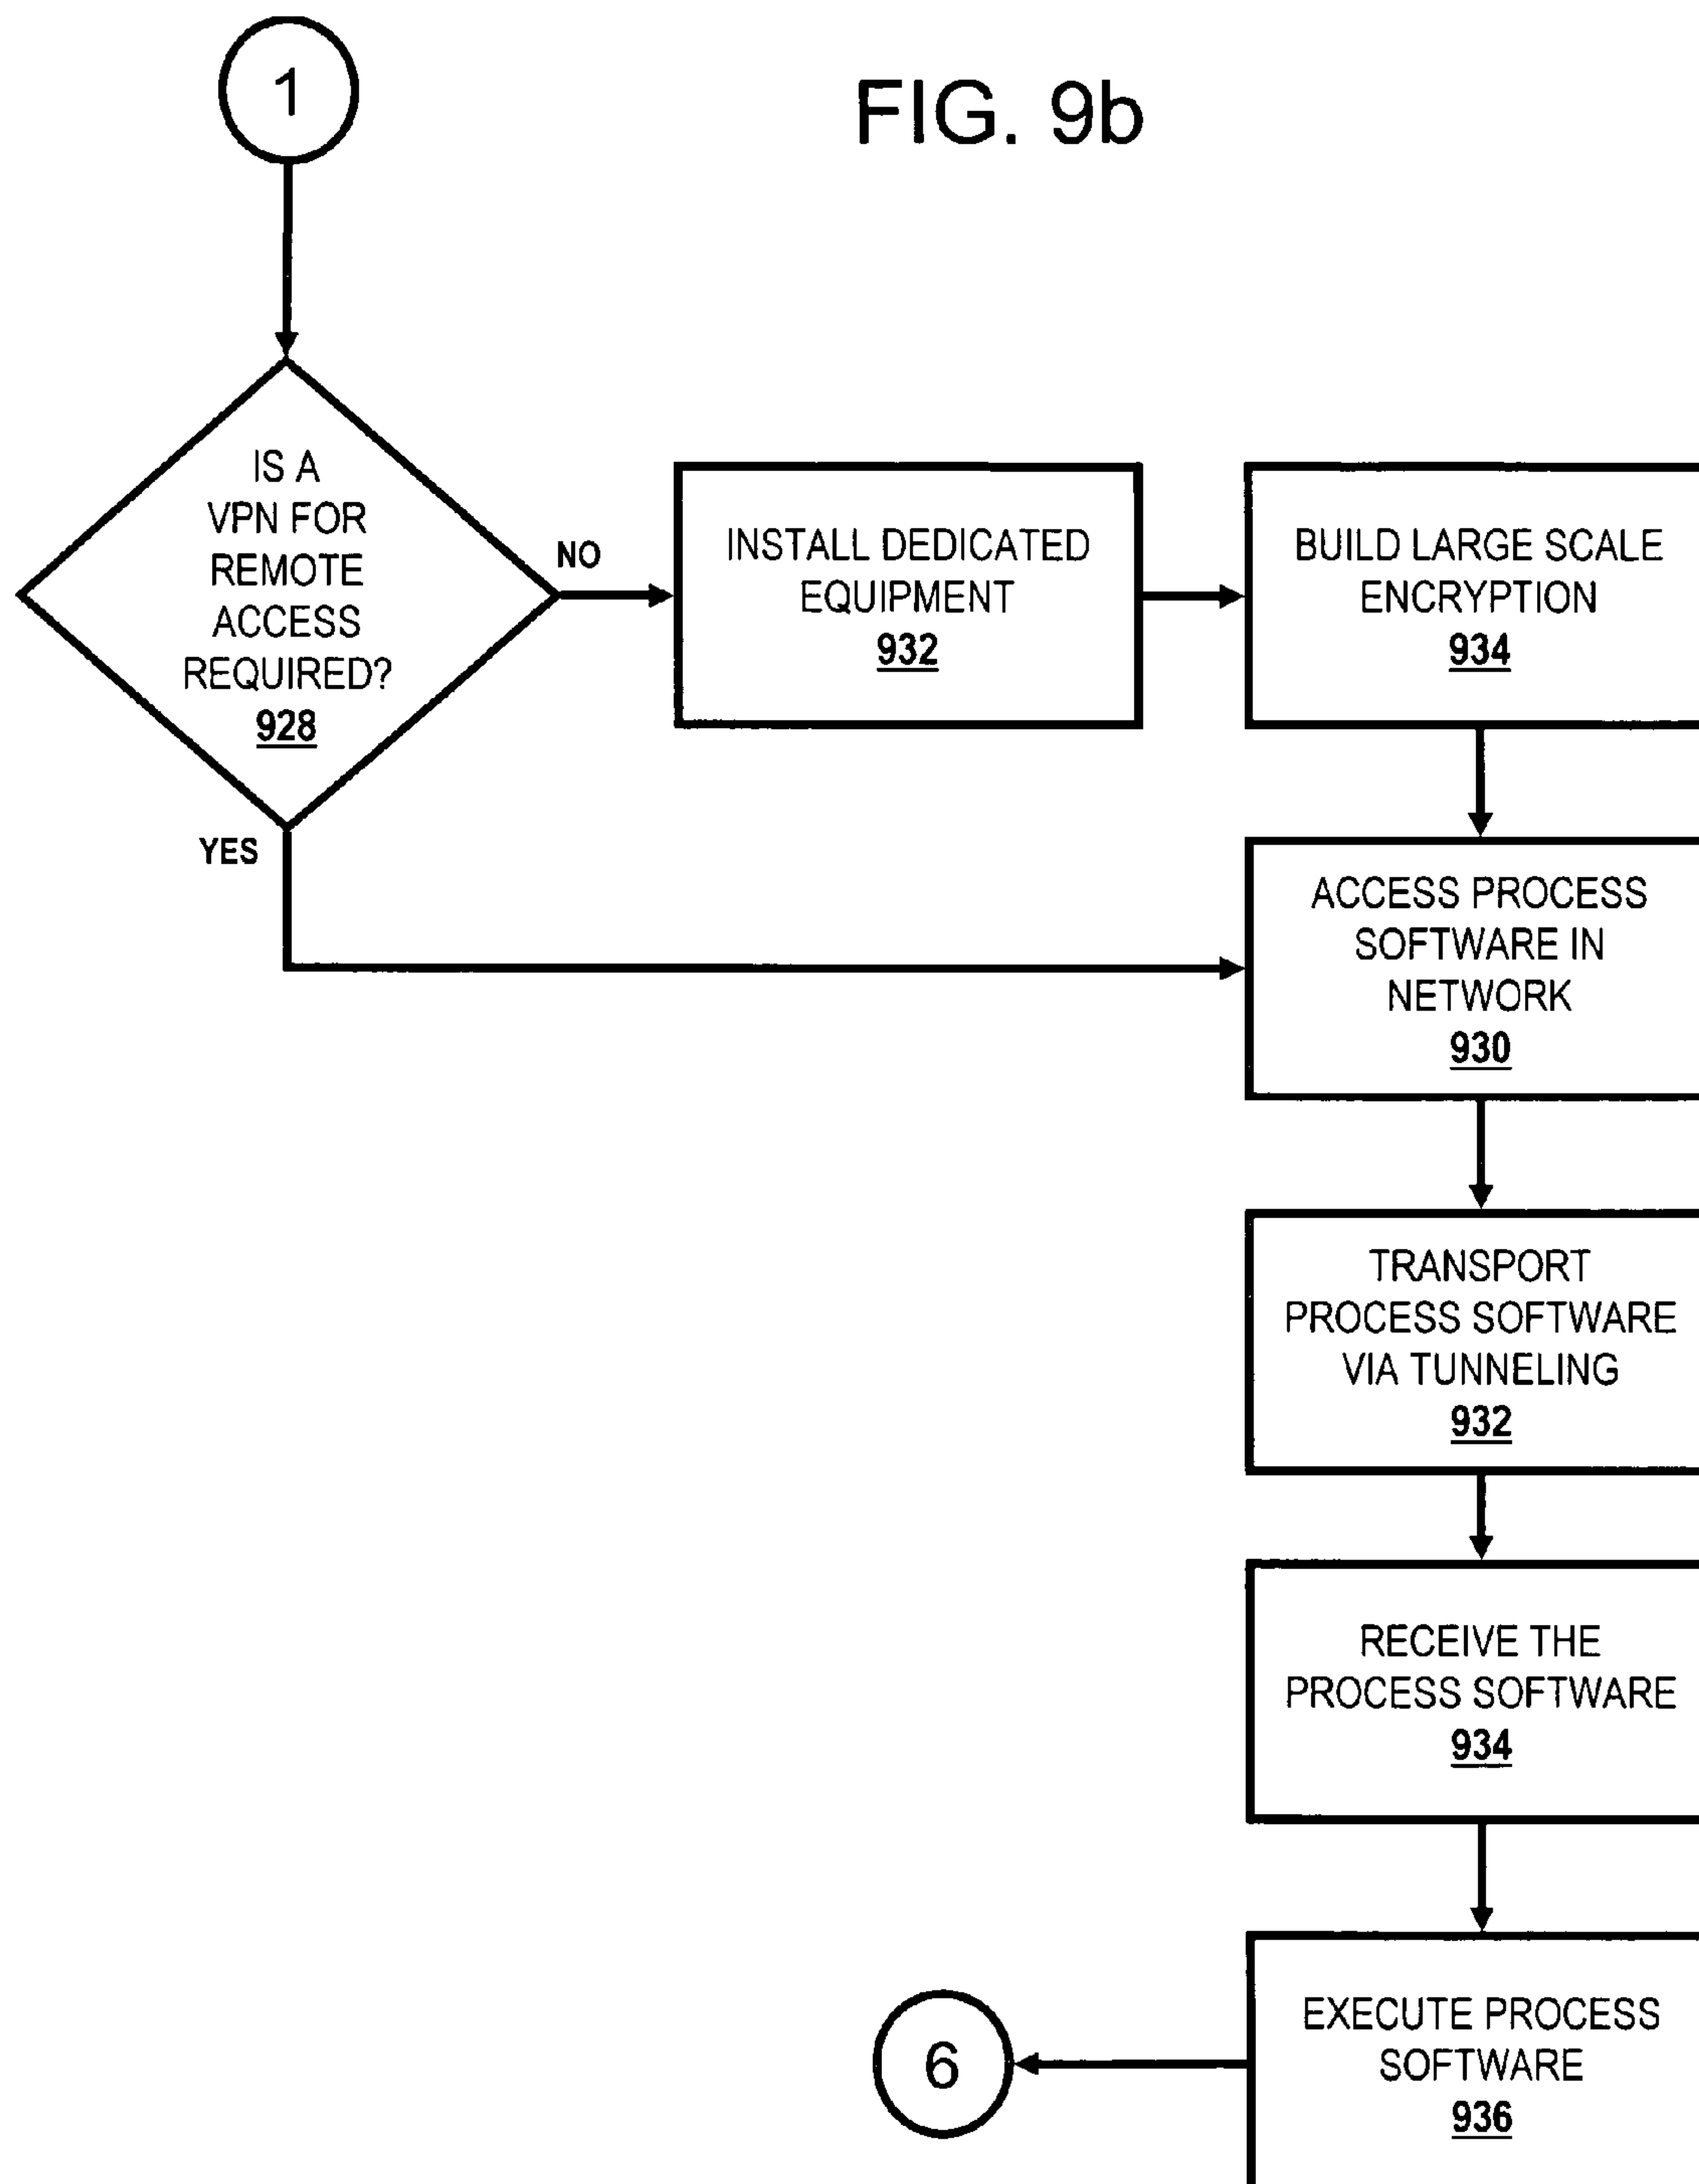 1
FIG. 9b
IS A
VPN FOR
REMOTE
ACCESS
REQUIRED?
928
NO
YES
INSTALL DEDICATED
EQUIPMENT
932
BUILD LARGE SCALE
ENCRYPTION
934
ACCESS PROCESS
SOFTWARE IN
NETWORK
930
TRANSPORT
PROCESS SOFTWARE
VIA TUNNELING
932
RECEIVE THE
PROCESS SOFTWARE
934
EXECUTE PROCESS
SOFTWARE
936
6